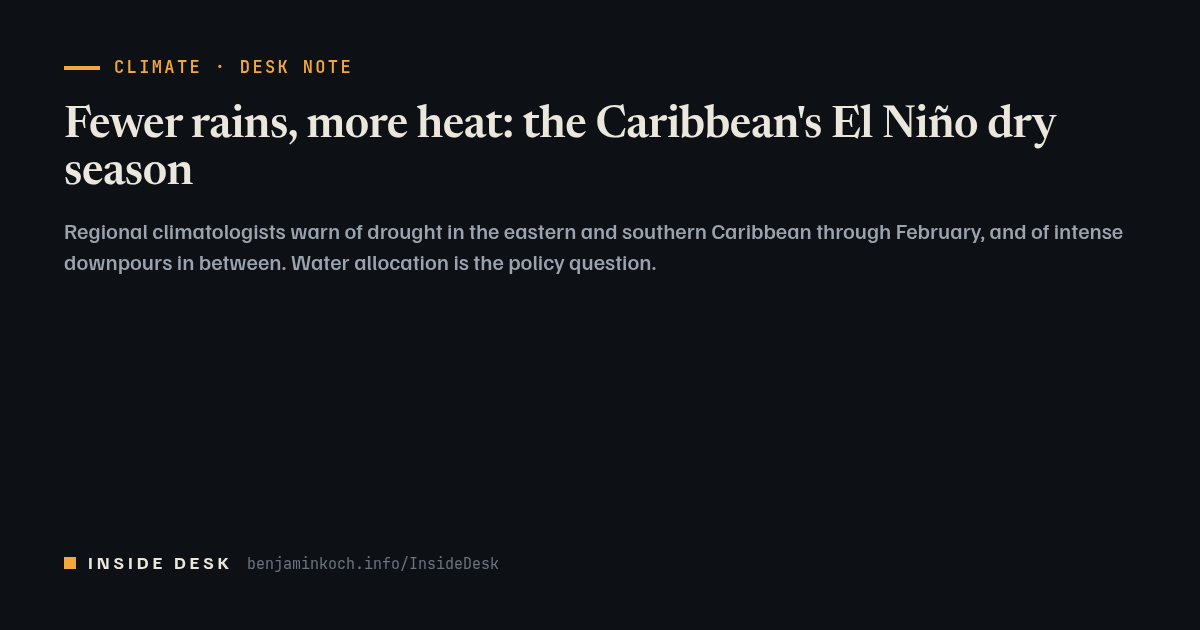 CLIMATE · DESK NOTE
Fewer rains, more heat: the Caribbean's El Niño dry
season
Regional climatologists warn of drought in the eastern and southern Caribbean through February, and of intense
downpours in between. Water allocation is the policy question.
INSIDE DESK benjaminkoch.info/InsideDesk